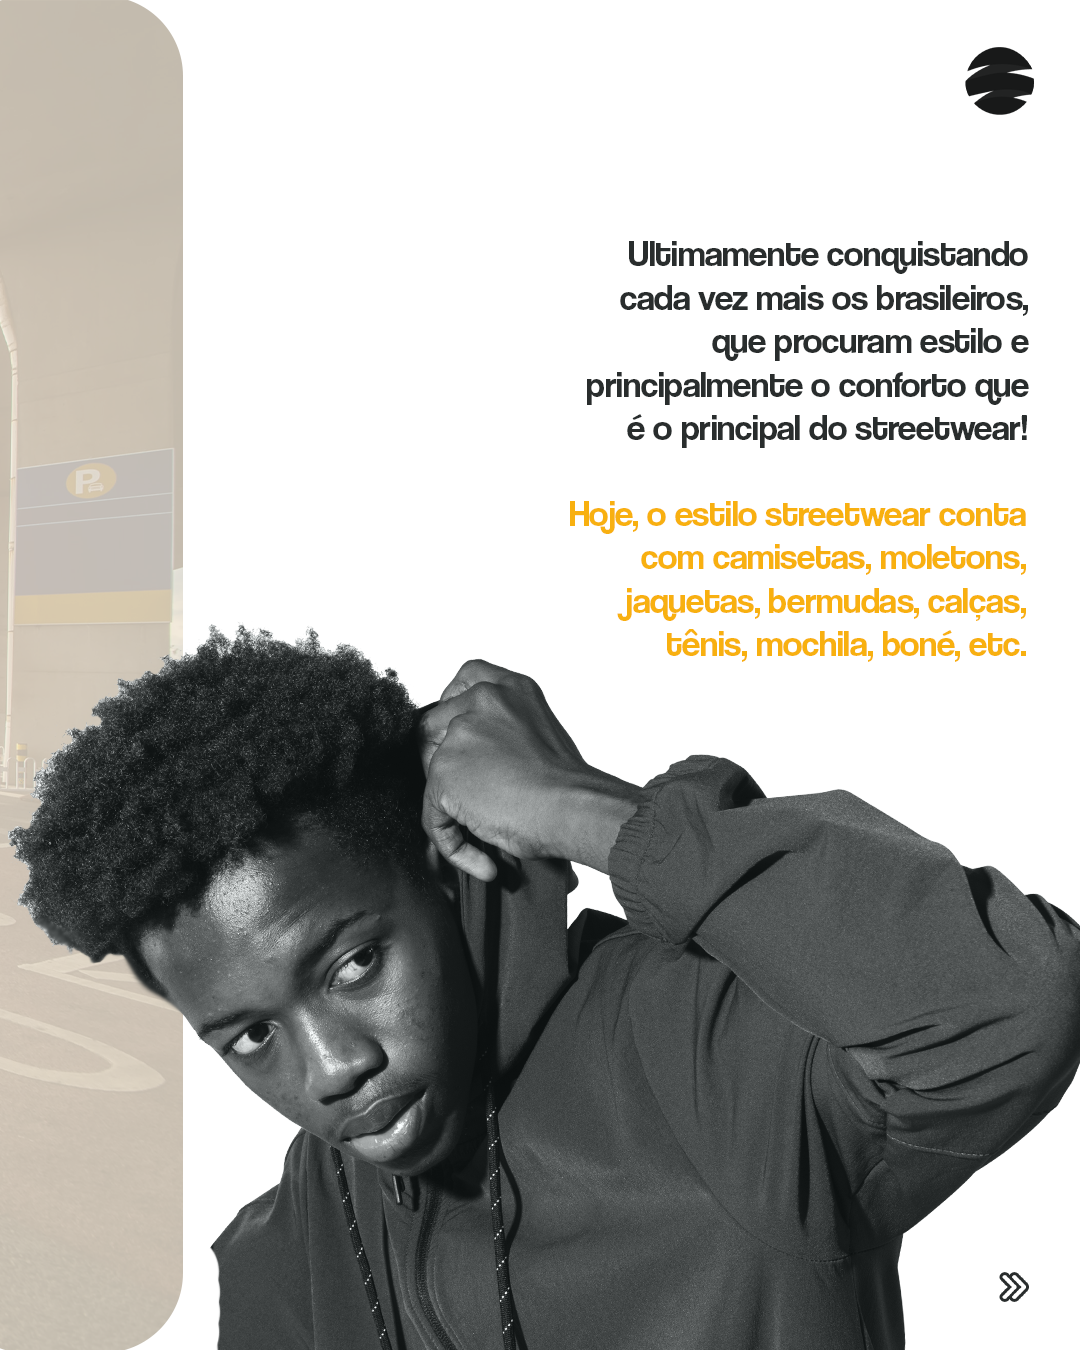 Ultimamente conquistando
cada vez mais os brasileiros,
que procuram estilo e
principalmente o conforto que
é o principal do streetwear!
Hoje, o estilo streetwear conta
com camisetas, moletons,
jaquetas, bermudas, calças,
tênis, mochila, boné, etc.
P